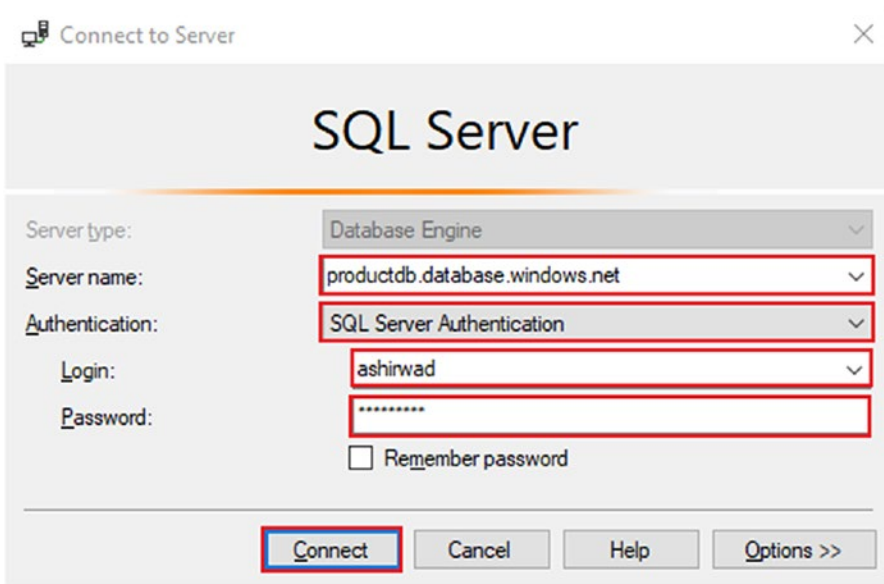 Connect to Server
SQL Server
Server type: Database Engine
Server name: productdb.database.windows.net
Authentication: SQL Server Authentication
Login: ashirwad
Password: *********
Remember password
Connect Cancel Help Options >>